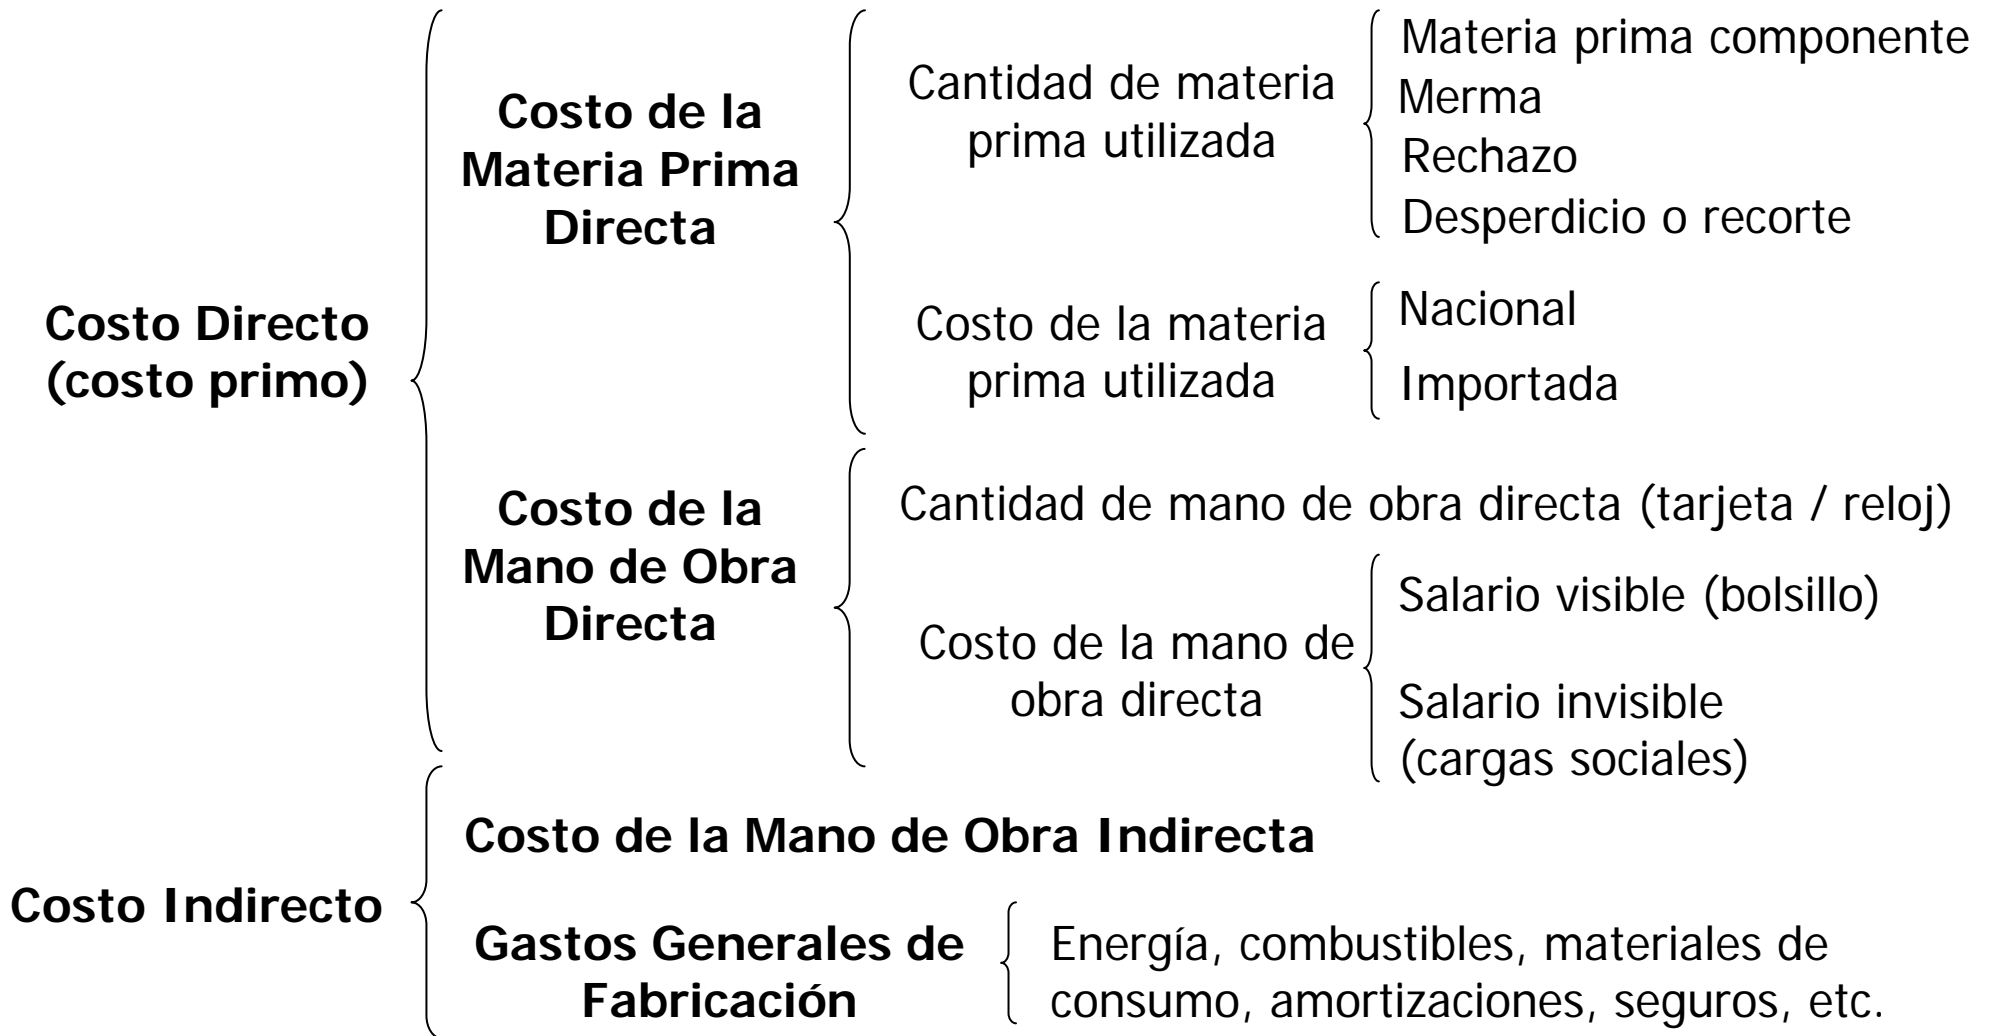 Costo Directo
(costo primo)
Costo de la
Materia Prima
Directa
Cantidad de materia
prima utilizada
Materia prima componente
Merma
Rechazo
Desperdicio o recorte
Costo de la materia
prima utilizada
Nacional
Importada
Costo de la
Mano de Obra
Directa
Cantidad de mano de obra directa (tarjeta / reloj)
Costo de la mano de
obra directa
Salario visible (bolsillo)
Salario invisible
(cargas sociales)
Costo Indirecto
Costo de la Mano de Obra Indirecta
Gastos Generales de
Fabricación
Energía, combustibles, materiales de
consumo, amortizaciones, seguros, etc.